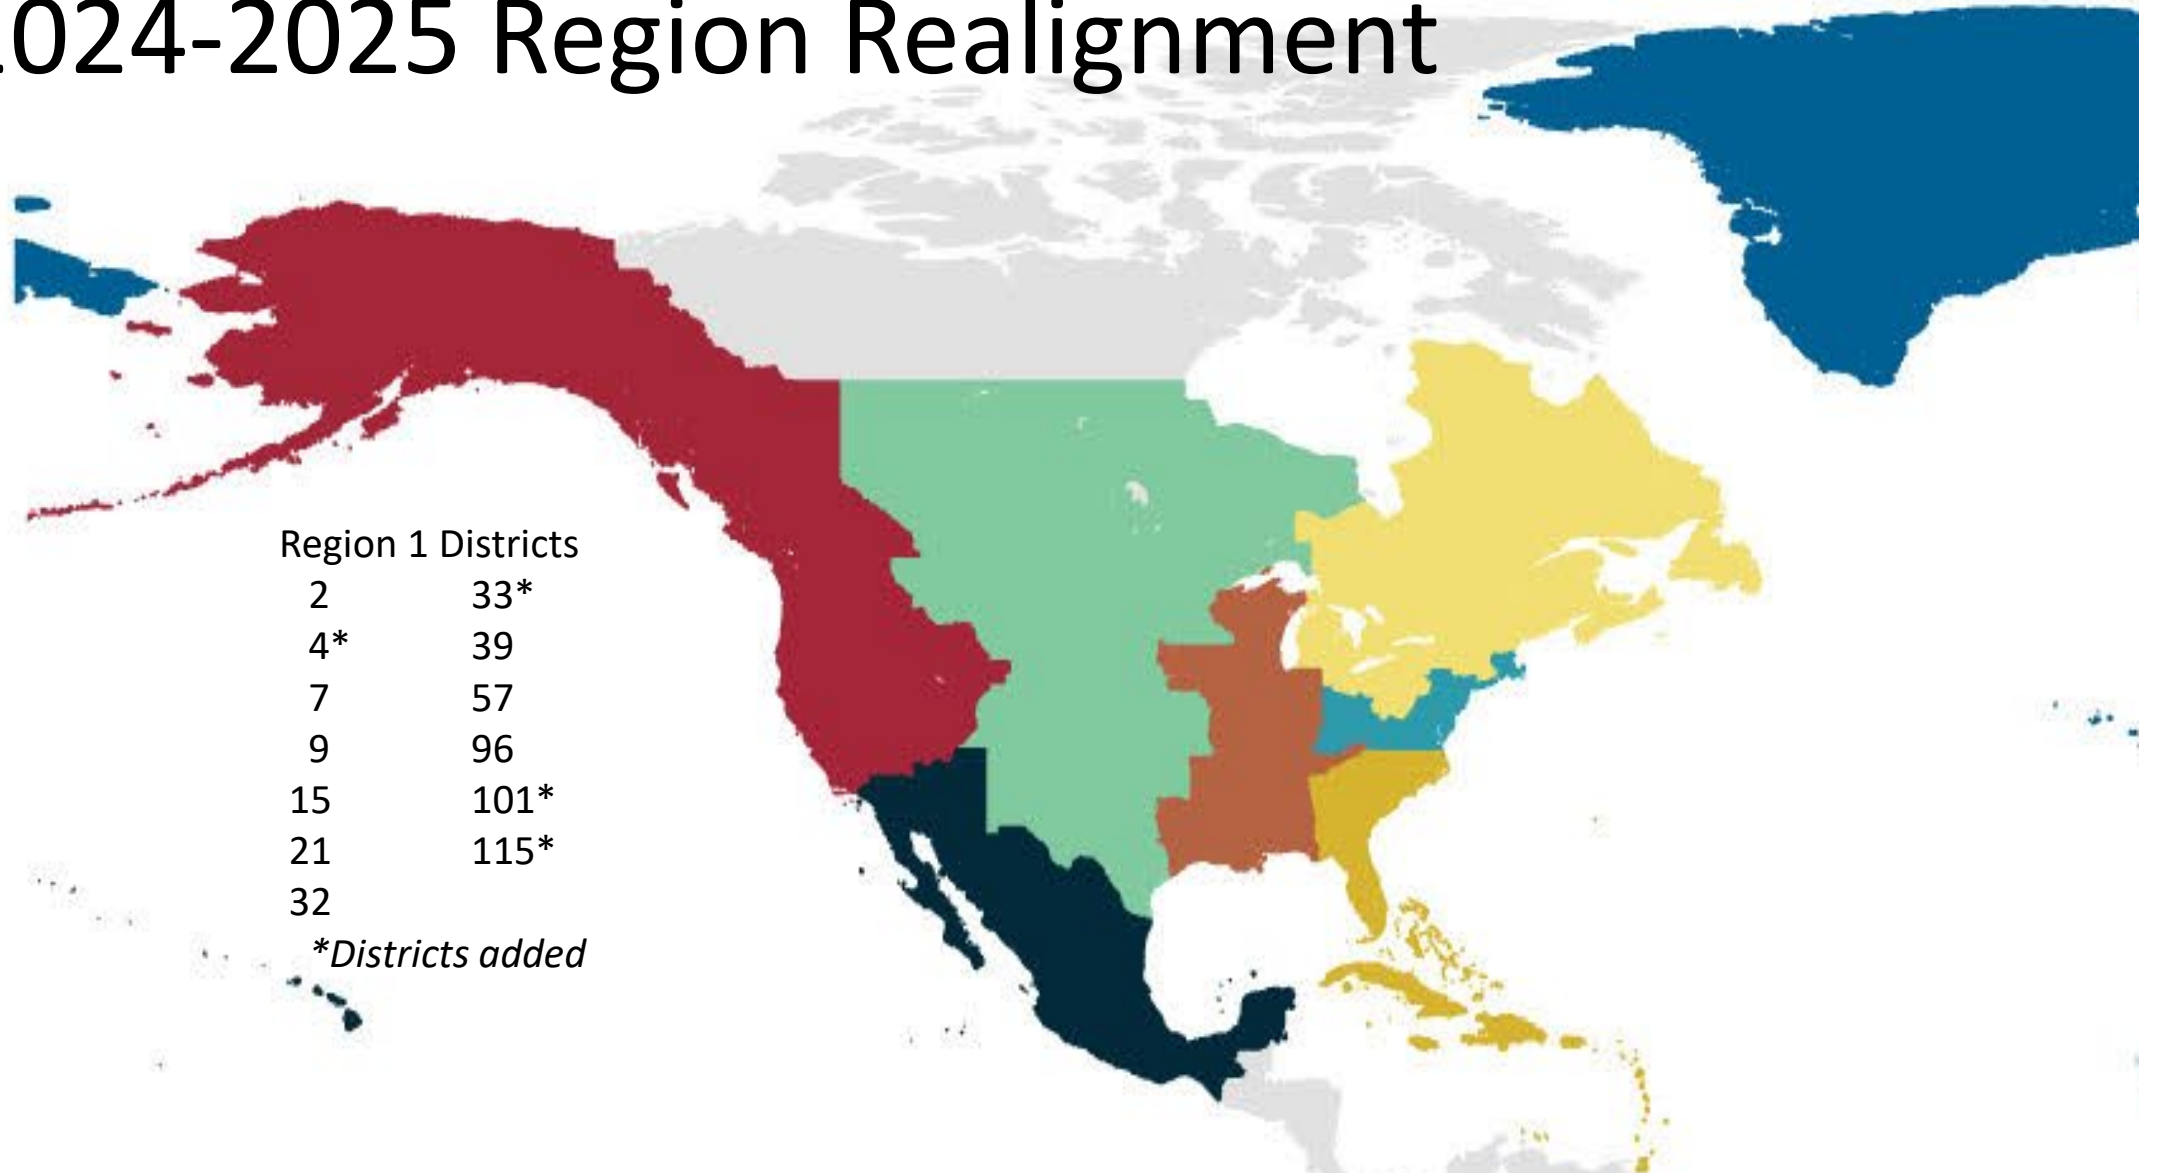 024-2025 Region Realignment
Region 1 Districts
2 33*
4* 39
7 57
9 96
15 101*
21 115*
32
*Districts added